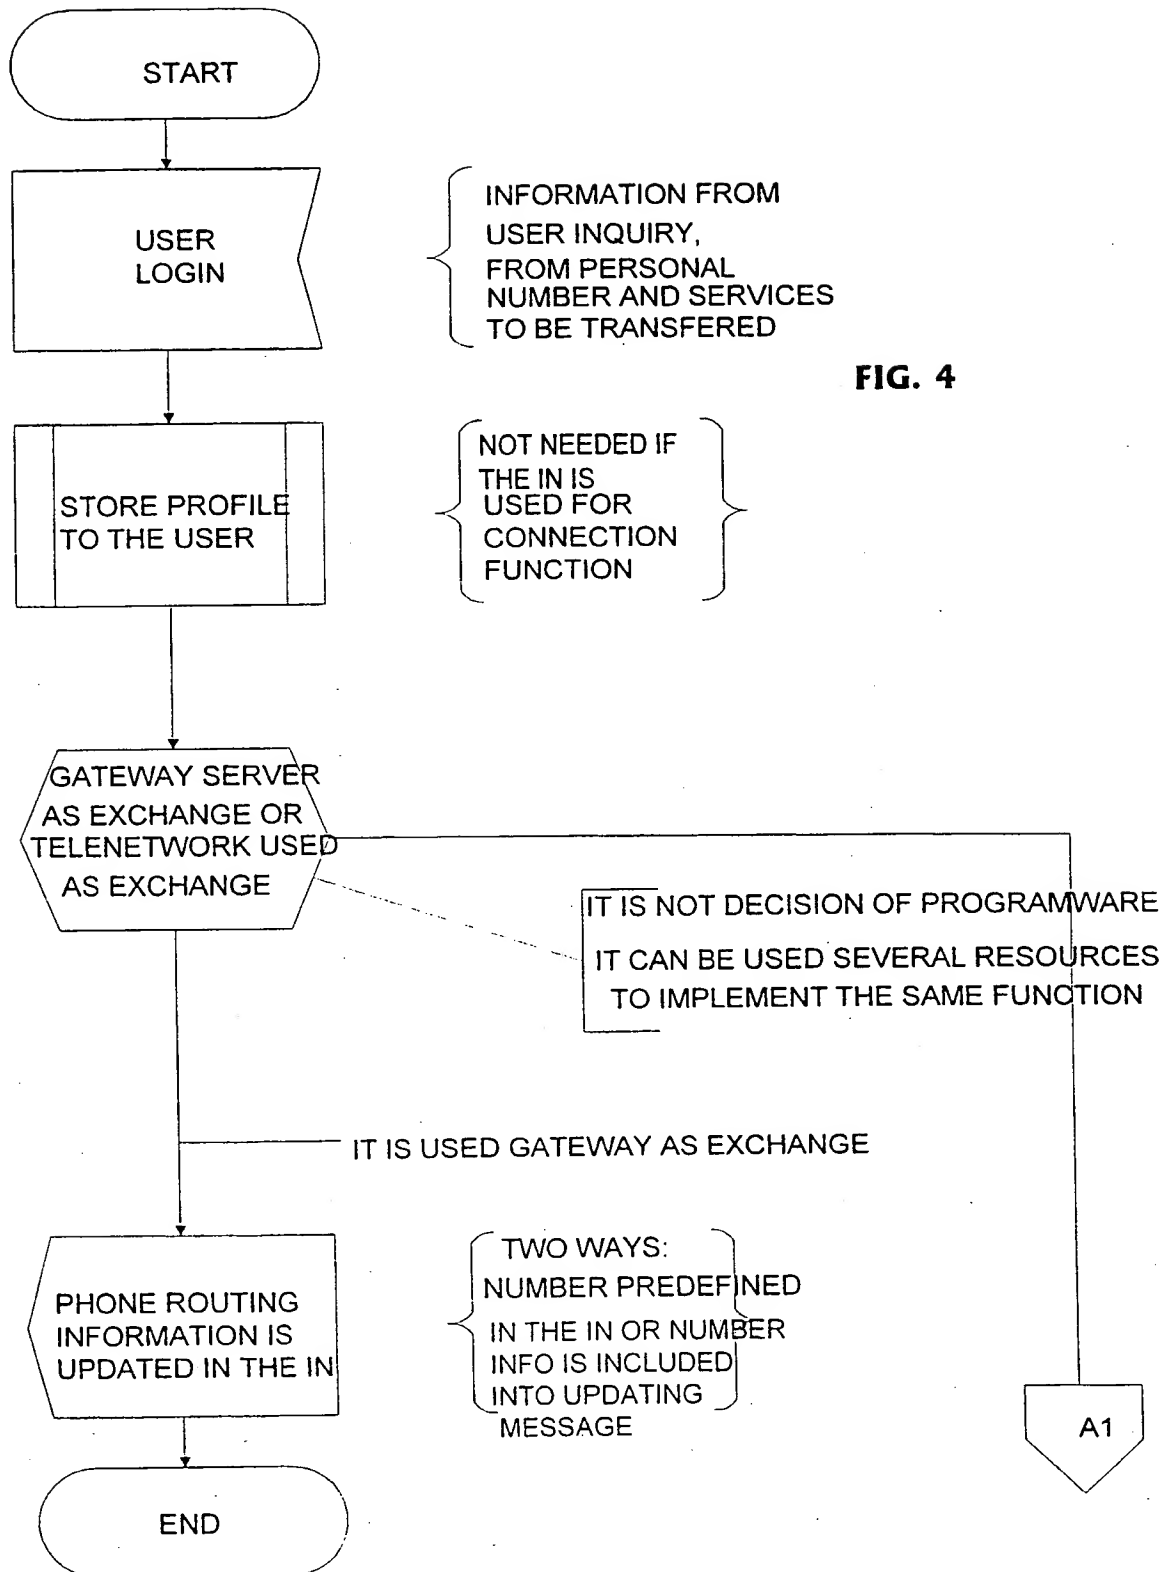 START
USER
LOGIN
INFORMATION FROM
USER INQUIRY,
FROM PERSONAL
NUMBER AND SERVICES
TO BE TRANSFERED
FIG. 4
STORE PROFILE
TO THE USER
NOT NEEDED IF
THE IN IS
USED FOR
CONNECTION
FUNCTION
GATEWAY SERVER
AS EXCHANGE OR
TELENETWORK USED
AS EXCHANGE
IT IS NOT DECISION OF PROGRAMWARE
IT CAN BE USED SEVERAL RESOURCES
TO IMPLEMENT THE SAME FUNCTION
IT IS USED GATEWAY AS EXCHANGE
PHONE ROUTING
INFORMATION IS
UPDATED IN THE IN
TWO WAYS:
NUMBER PREDEFINED
IN THE IN OR NUMBER
INFO IS INCLUDED
INTO UPDATING
MESSAGE
A1
END